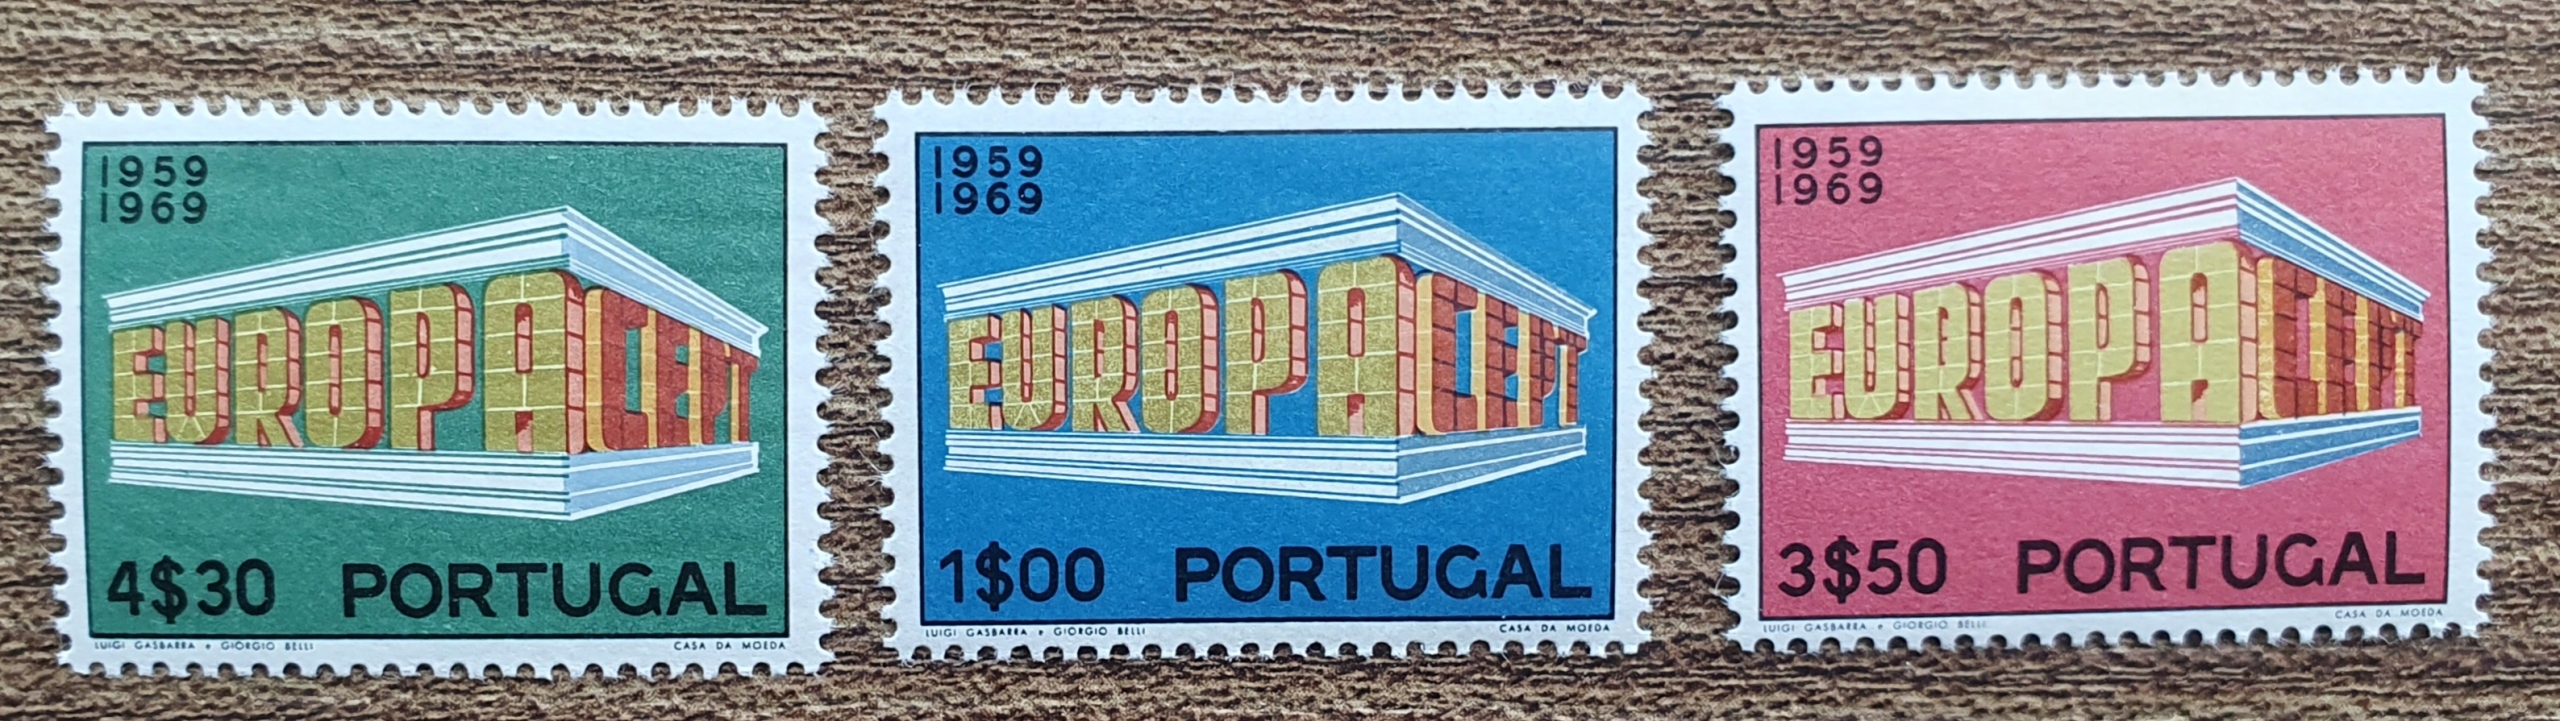 1959
1969
EUROPA CEPT
4$30 PORTUGAL
LUIGI GASBARRA e GIORGIO BELLI CASA DA MOEDA
1959
1969
EUROPA CEPT
1$00 PORTUGAL
LUIGI GASBARRA e GIORGIO BELLI CASA DA MOEDA
1959
1969
EUROPA CEPT
3$50 PORTUGAL
LUIGI GASBARRA e GIORGIO BELLI CASA DA MOEDA